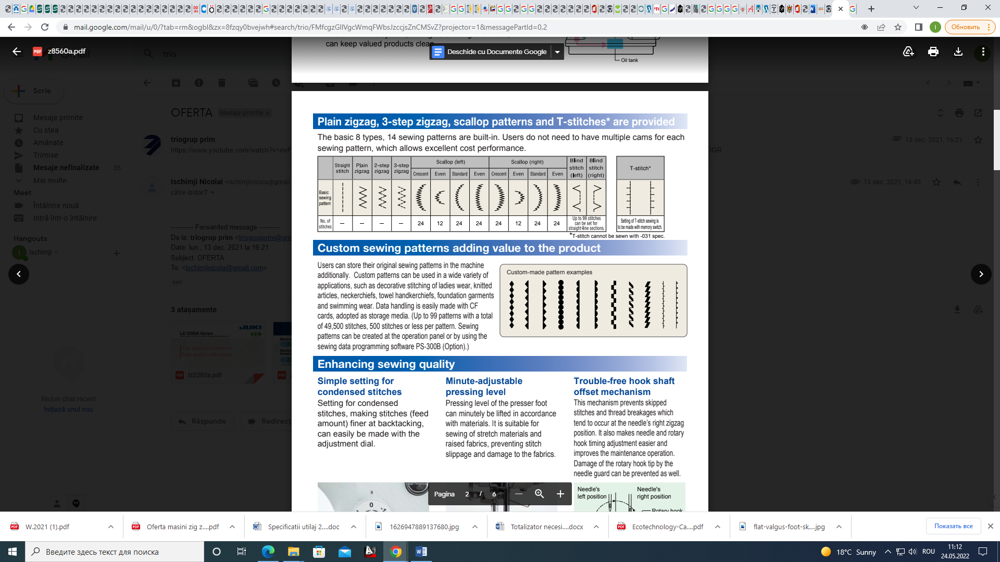 mail.google.com/mail/u/0/?tab=rm&ogbl&zx=8fzqy0bvejwh#search/trio/FMfcgzGllVgcWmqFWbsJzccjsZnCMSvZ?projector=1&messagePartId=0.2
Обновить
can keep valued products clean
Oil tank
z8560a.pdf
trio
Deschide cu Documente Google
Scrie
Mesaje primite
Cu stea
Amânate
Trimise
Mesaje nefinalizate 55
Mai multe
Meet
Întâlnire nouă
Intră într-o întâlnire
Hangouts
Ischimji
Niciun chat recent
Inițiază unul nou
OFERTA Mesaje primite ×
triogrup prim
13 dec. 2021, 16:21
Ischimji Nicolai <ischimjinicola@gmail.
către isidor7
13 dec. 2021, 16:45
---------- Forwarded message ---------
De la: triogrup prim <triogrupprim@gm
Date: lun., 13 dec. 2021 la 16:21
Subject: OFERTA
To: <ischimjinicola@gmail.com>
3 atașamente
LZ-2280A Series JUKI
lz2280a.pdf
Răspunde
Redirecț
Plain zigzag, 3-step zigzag, scallop patterns and T-stitches* are provided
The basic 8 types, 14 sewing patterns are built-in. Users do not need to have multiple cams for each
sewing pattern, which allows excellent cost performance.
Straight stitch Plain zigzag 2-step zigzag 3-step zigzag Scallop (left) Scallop (right) Blind stitch (left) Blind stitch (right) T-stitch*
Crescent Even Standard Even Crescent Even Standard Even
Basic sewing pattern
No. of stitches – – – – 24 12 24 24 24 12 24 24 Up to 99 stitches can be set for straight-line sections. Setting of T-stitch sewing is to be made with memory switch.
*T-stitch cannot be sewn with -031 spec.
Custom sewing patterns adding value to the product
Users can store their original sewing patterns in the machine
additionally. Custom patterns can be used in a wide variety of
applications, such as decorative stitching of ladies wear, knitted
articles, neckerchiefs, towel handkerchiefs, foundation garments
and swimming wear. Data handling is easily made with CF
cards, adopted as storage media. (Up to 99 patterns with a total
of 49,500 stitches, 500 stitches or less per pattern. Sewing
patterns can be created at the operation panel or by using the
sewing data programming software PS-300B (Option).)
Custom-made pattern examples
Enhancing sewing quality
Simple setting for
condensed stitches
Setting for condensed
stitches, making stitches (feed
amount) finer at backtacking,
can easily be made with the
adjustment dial.
Minute-adjustable
pressing level
Pressing level of the presser foot
can minutely be lifted in accordance
with materials. It is suitable for
sewing of stretch materials and
raised fabrics, preventing stitch
slippage and damage to the fabrics.
Trouble-free hook shaft
offset mechanism
This mechanism prevents skipped
stitches and thread breakages which
tend to occur at the needle's right zigzag
position. It also makes needle and rotary
hook timing adjustment easier and
improves the maintenance operation.
Damage of the rotary hook tip by the
needle guard can be prevented as well.
0
Pagina 2 / 6
Needle's left position
Needle's right position
Rotary hook
W.2021 (1).pdf
Oferta masini zig z....pdf
Specificatii utilaj 2....doc
1626947889137680.jpg
Totalizator necesi....docx
Ecotechnology-Ca....pdf
flat-valgus-foot-sk....jpg
Показать все
Введите здесь текст для поиска
18°C Sunny
ROU
11:12
24.05.2022